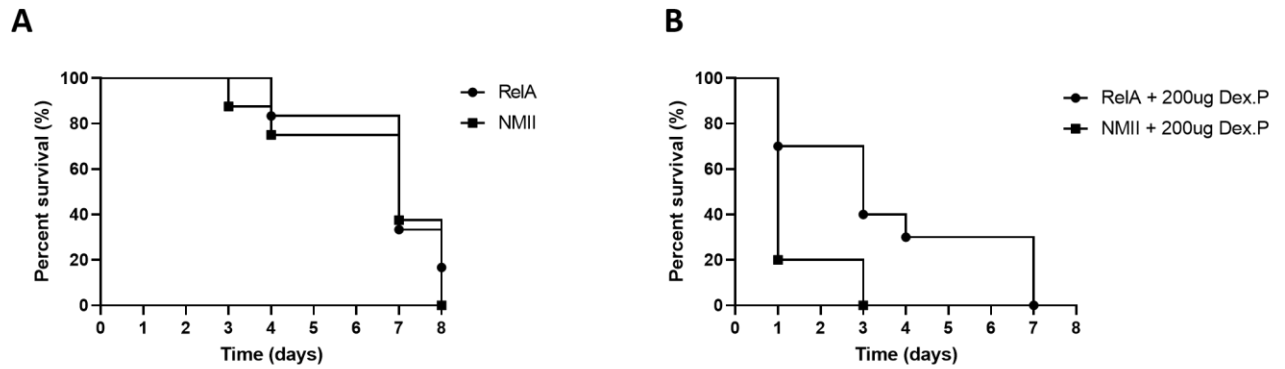 A
Percent survival (%)
100
80
60
40
20
0
0 1 2 3 4 5 6 7 8
Time (days)
RelA
NMII
B
Percent survival (%)
100
80
60
40
20
0
0 1 2 3 4 5 6 7 8
Time (days)
RelA + 200ug Dex.P
NMII + 200ug Dex.P